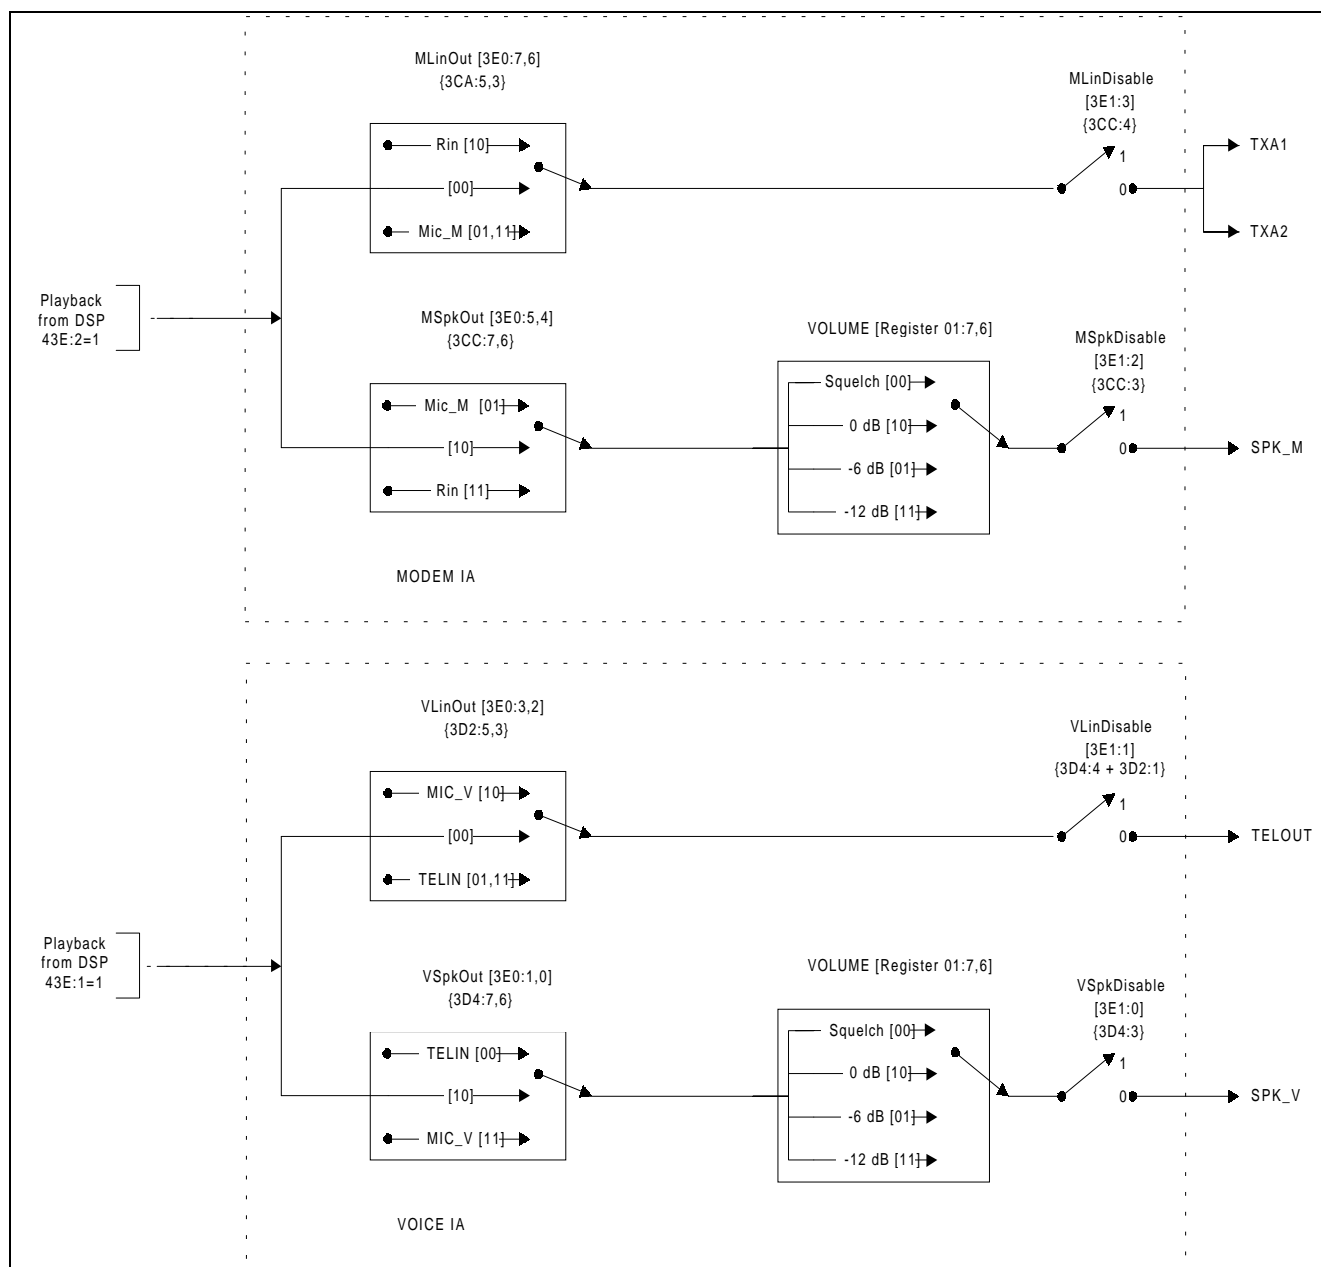 MLinOut [3E0:7,6]
{3CA:5,3}
MLinDisable
[3E1:3]
{3CC:4}
Rin [10]
[00]
Mic_M [01,11]
1
0
TXA1
TXA2
Playback
from DSP
43E:2=1
MSpkOut [3E0:5,4]
{3CC:7,6}
VOLUME [Register 01:7,6]
MSpkDisable
[3E1:2]
{3CC:3}
Mic_M [01]
[10]
Rin [11]
Squelch [00]
0 dB [10]
-6 dB [01]
-12 dB [11]
1
0
SPK_M
MODEM IA
VLinOut [3E0:3,2]
{3D2:5,3}
VLinDisable
[3E1:1]
{3D4:4 + 3D2:1}
MIC_V [10]
[00]
TELIN [01,11]
1
0
TELOUT
Playback
from DSP
43E:1=1
VSpkOut [3E0:1,0]
{3D4:7,6}
VOLUME [Register 01:7,6]
VSpkDisable
[3E1:0]
{3D4:3}
TELIN [00]
[10]
MIC_V [11]
Squelch [00]
0 dB [10]
-6 dB [01]
-12 dB [11]
1
0
SPK_V
VOICE IA